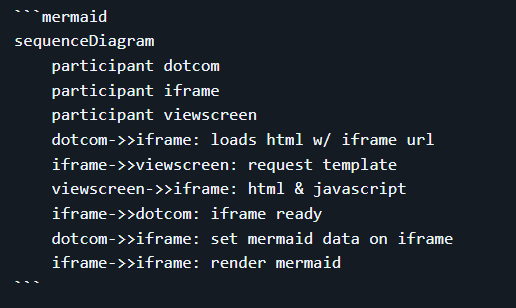 ```mermaid
sequenceDiagram
    participant dotcom
    participant iframe
    participant viewscreen
    dotcom->>iframe: loads html w/ iframe url
    iframe->>viewscreen: request template
    viewscreen->>iframe: html & javascript
    iframe->>dotcom: iframe ready
    dotcom->>iframe: set mermaid data on iframe
    iframe->>iframe: render mermaid
```